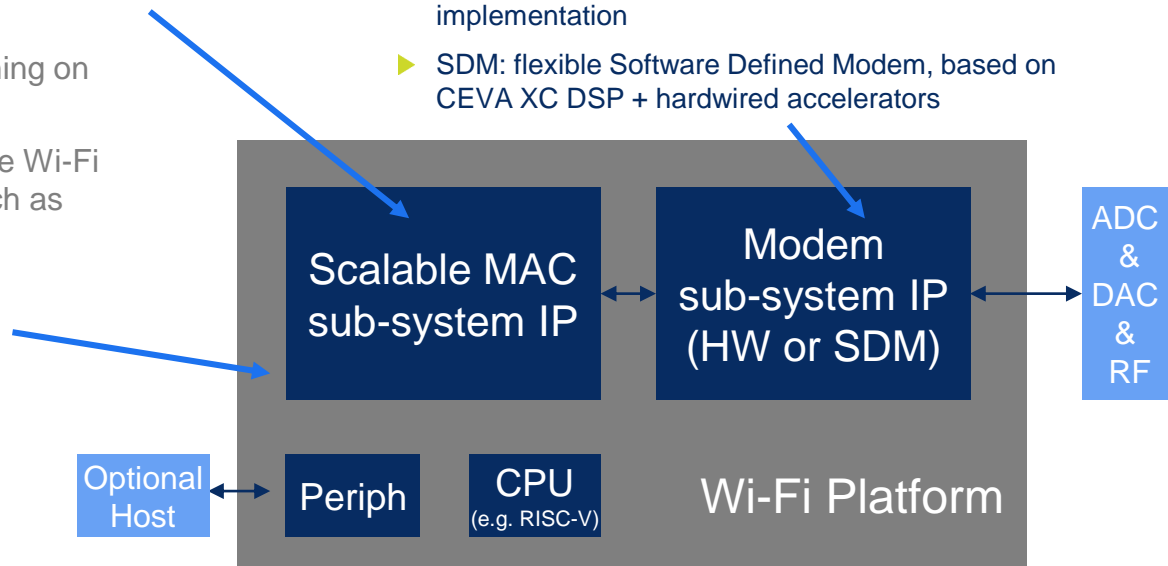 implementation
SDM: flexible Software Defined Modem, based on
CEVA XC DSP + hardwired accelerators
ing on
e Wi-Fi
ch as
Scalable MAC
sub-system IP
Modem
sub-system IP
(HW or SDM)
ADC
&
DAC
&
RF
Optional
Host
Periph
CPU
(e.g. RISC-V)
Wi-Fi Platform